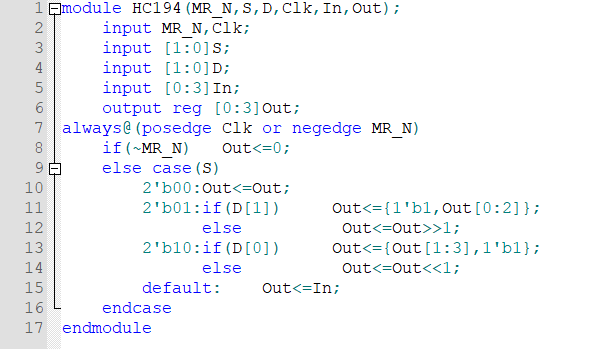 1 module HC194(MR_N,S,D,Clk,In,Out);
2 input MR_N,Clk;
3 input [1:0]S;
4 input [1:0]D;
5 input [0:3]In;
6 output reg [0:3]Out;
7 always@(posedge Clk or negedge MR_N)
8 if(~MR_N) Out<=0;
9 else case(S)
10 2'b00:Out<=Out;
11 2'b01:if(D[1]) Out<={1'b1,Out[0:2]};
12 else Out<=Out>>1;
13 2'b10:if(D[0]) Out<={Out[1:3],1'b1};
14 else Out<=Out<<1;
15 default: Out<=In;
16 endcase
17 endmodule